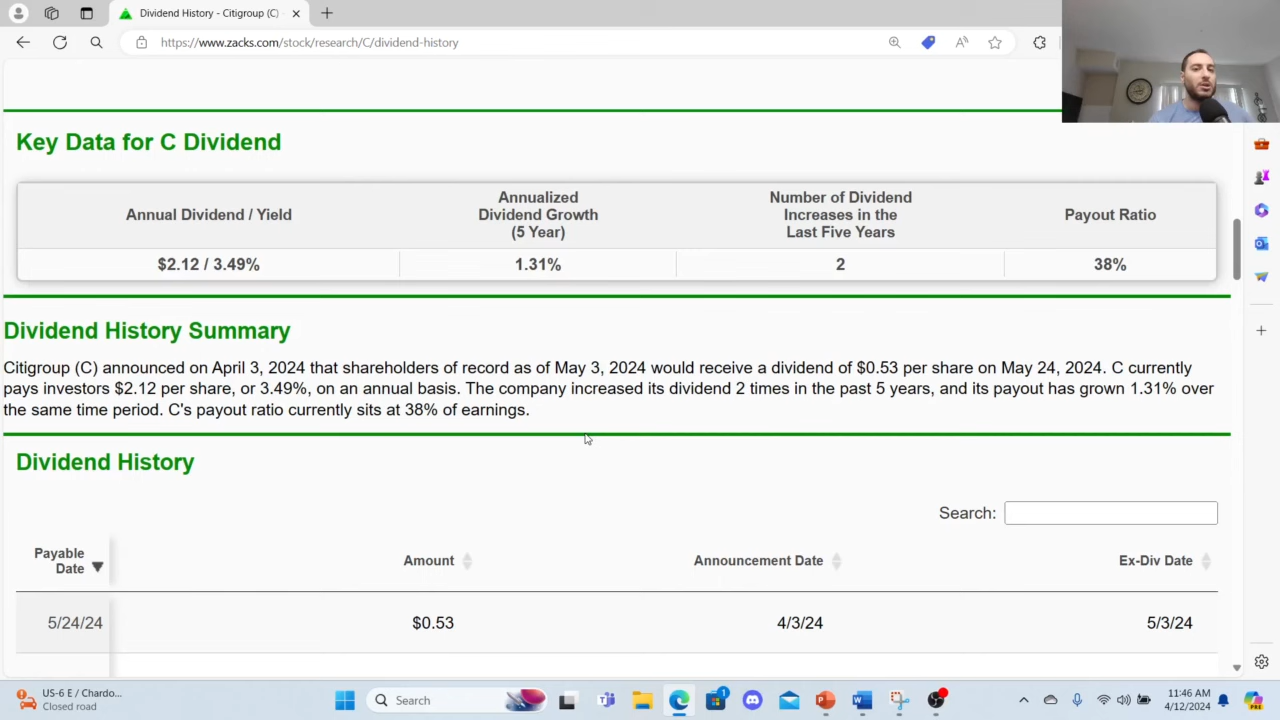 Dividend History - Citigroup (C)
https://www.zacks.com/stock/research/C/dividend-history
Key Data for C Dividend
Annual Dividend / Yield
Annualized
Dividend Growth
(5 Year)
Number of Dividend
Increases in the
Last Five Years
Payout Ratio
$2.12 / 3.49%
1.31%
2
38%
Dividend History Summary
Citigroup (C) announced on April 3, 2024 that shareholders of record as of May 3, 2024 would receive a dividend of $0.53 per share on May 24, 2024. C currently
pays investors $2.12 per share, or 3.49%, on an annual basis. The company increased its dividend 2 times in the past 5 years, and its payout has grown 1.31% over
the same time period. C's payout ratio currently sits at 38% of earnings.
Dividend History
Search:
Payable
Date
Amount
Announcement Date
Ex-Div Date
5/24/24
$0.53
4/3/24
5/3/24
US-6 E / Chardo...
Closed road
Search
1
11:46 AM
4/12/2024
PRE